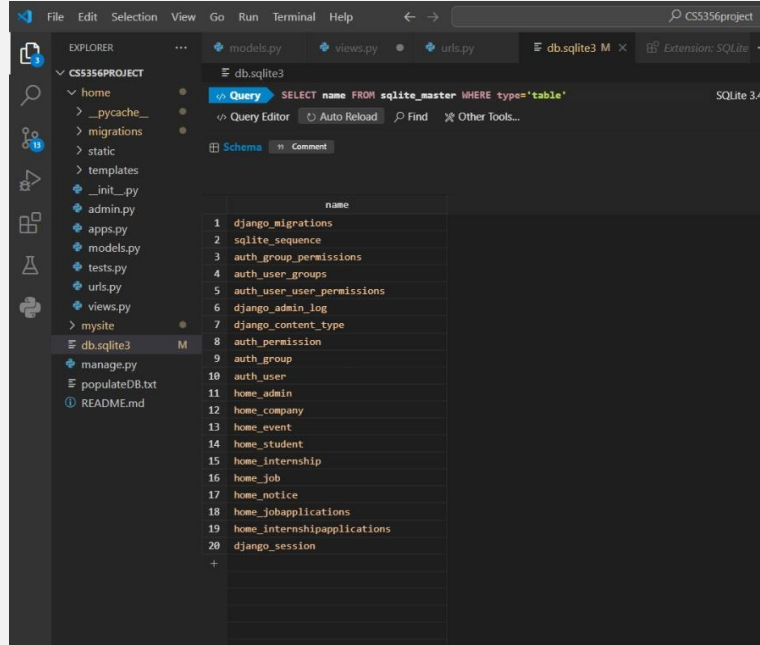 File Edit Selection View Go Run Terminal Help ← → CS5356project
EXPLORER ...
models.py views.py urls.py db.sqlite3 M × Extension: SQLite
CS5356PROJECT
home
__pycache__
migrations
static
templates
__init__.py
admin.py
apps.py
models.py
tests.py
urls.py
views.py
mysite
db.sqlite3 M
manage.py
populateDB.txt
README.md
3
13
db.sqlite3
Query SELECT name FROM sqlite_master WHERE type='table' SQLite 3.4
Query Editor Auto Reload Find Other Tools...
Schema Comment
name
1 django_migrations
2 sqlite_sequence
3 auth_group_permissions
4 auth_user_groups
5 auth_user_user_permissions
6 django_admin_log
7 django_content_type
8 auth_permission
9 auth_group
10 auth_user
11 home_admin
12 home_company
13 home_event
14 home_student
15 home_internship
16 home_job
17 home_notice
18 home_jobapplications
19 home_internshipapplications
20 django_session
+